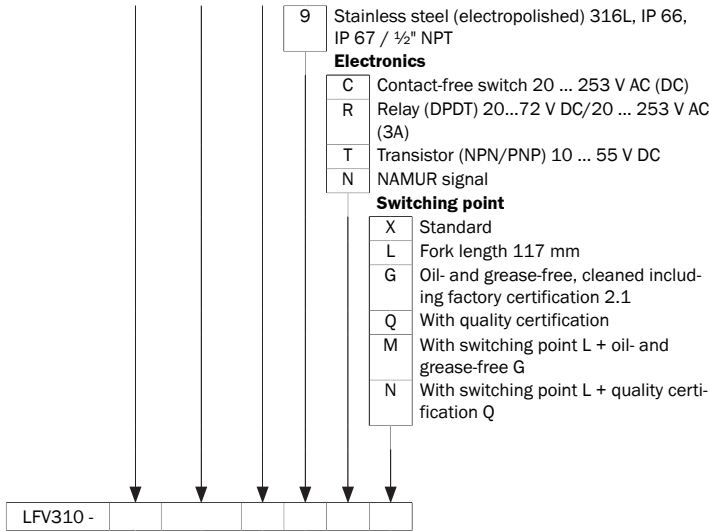 9 Stainless steel (electropolished) 316L, IP 66,
IP 67 / ½" NPT
Electronics
C Contact-free switch 20 ... 253 V AC (DC)
R Relay (DPDT) 20...72 V DC/20 ... 253 V AC
(3A)
T Transistor (NPN/PNP) 10 ... 55 V DC
N NAMUR signal
Switching point
X Standard
L Fork length 117 mm
G Oil- and grease-free, cleaned includ-
ing factory certification 2.1
Q With quality certification
M With switching point L + oil- and
grease-free G
N With switching point L + quality certi-
fication Q
LFV310 -